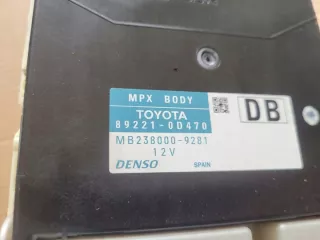 MPX BODY
TOYOTA
89221-0D470
DB
MB238000-9281
12V
DENSO
SPAIN